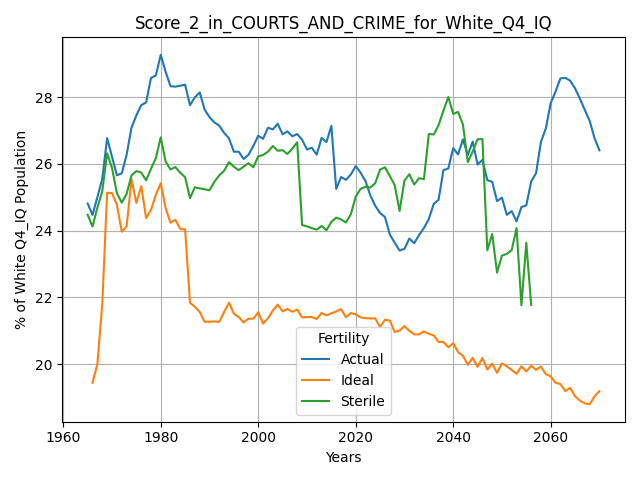 Score_2_in_COURTS_AND_CRIME_for_White_Q4_IQ
% of White Q4_IQ Population
28
26
24
22
20
Fertility
Actual
Ideal
Sterile
1960
1980
2000
2020
2040
2060
Years